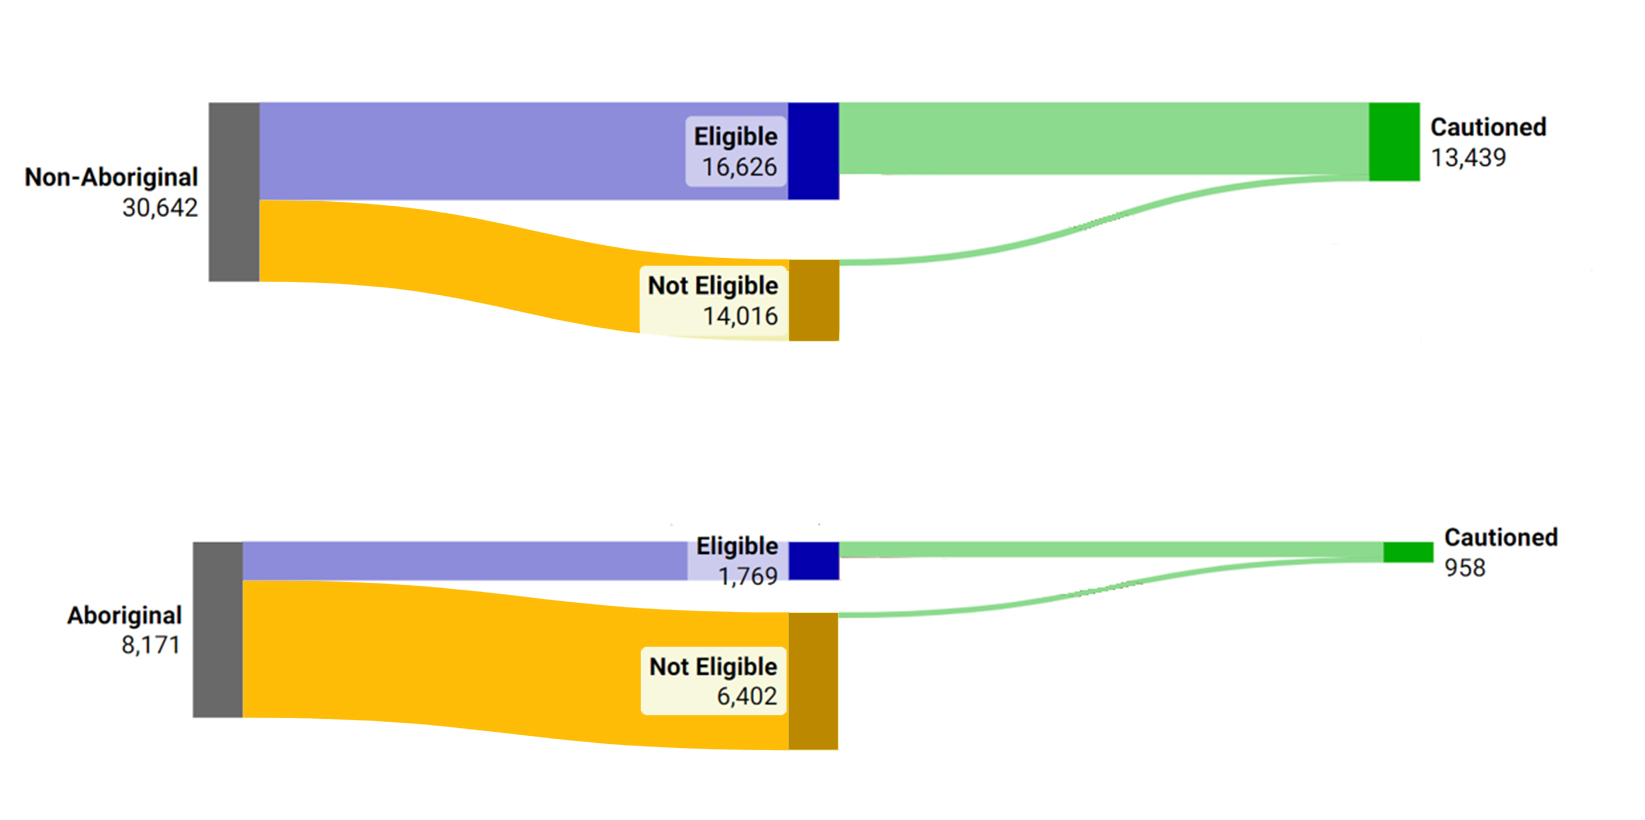 Non-Aboriginal
30,642
Eligible
16,626
Not Eligible
14,016
Cautioned
13,439
Aboriginal
8,171
Eligible
1,769
Not Eligible
6,402
Cautioned
958